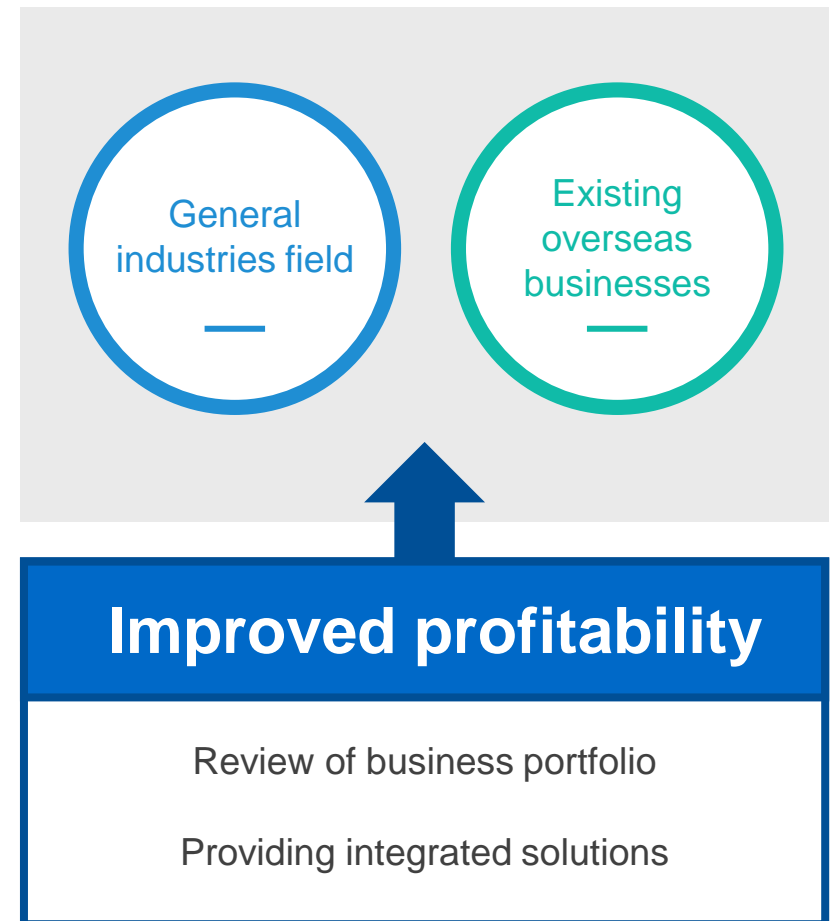 General
industries field
Existing
overseas
businesses
Improved profitability
Review of business portfolio
Providing integrated solutions